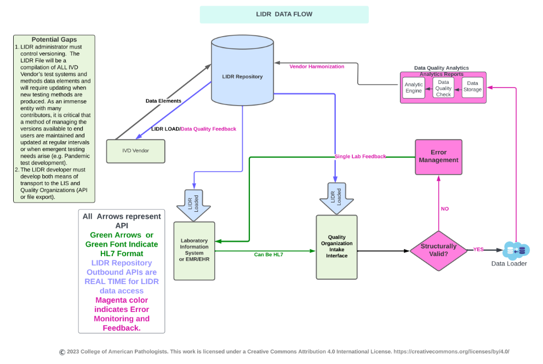 LIDR DATA FLOW
Potential Gaps
1. LIDR administrator must
control versioning. The
LIDR File will be a
compilation of ALL IVD
Vendor's test systems and
methods data elements and
will require updating when
new testing methods are
produced. As an immense
entity with many
contributors, it is critical that
a method of managing the
versions available to end
users are maintained and
updated at regular intervals
or when emergent testing
needs arise (e.g. Pandemic
test development).
2. The LIDR developer must
develop both means of
transport to the LIS and
Quality Organizations (API
or file export).
LIDR Repository
Vendor Harmonization
Data Quality Analytics
Analytics Reports
Analytic
Engine
Data
Quality
Check
Data
Storage
Data Elements
LIDR LOAD/Data Quality Feedback
IVD Vendor
Single Lab Feedback
Error
Management
LIDR
Loaded
LIDR
Loaded
NO
All Arrows represent
API
Green Arrows or
Green Font Indicate
HL7 Format
LIDR Repository
Outbound APIs are
REAL TIME for LIDR
data access
Magenta color
indicates Error
Monitoring and
Feedback.
Laboratory
Information
System
or EMR/EHR
Can Be HL7
Quality
Organization
Intake
Interface
Structurally
Valid?
YES
Data Loader
© 2023 College of American Pathologists. This work is licensed under a Creative Commons Attribution 4.0 International License. https://creativecommons.org/licenses/by/4.0/